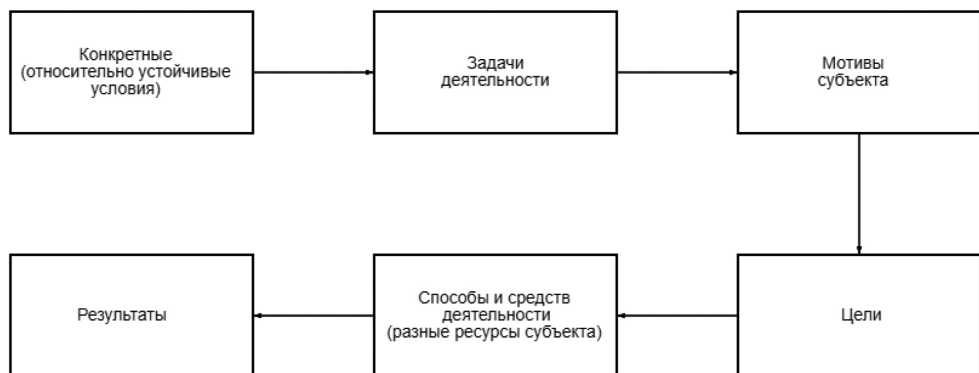 Конкретные
(относительно устойчивые
условия)
Задачи
деятельности
Мотивы
субъекта
Цели
Способы и средств
деятельности
(разные ресурсы субъекта)
Результаты